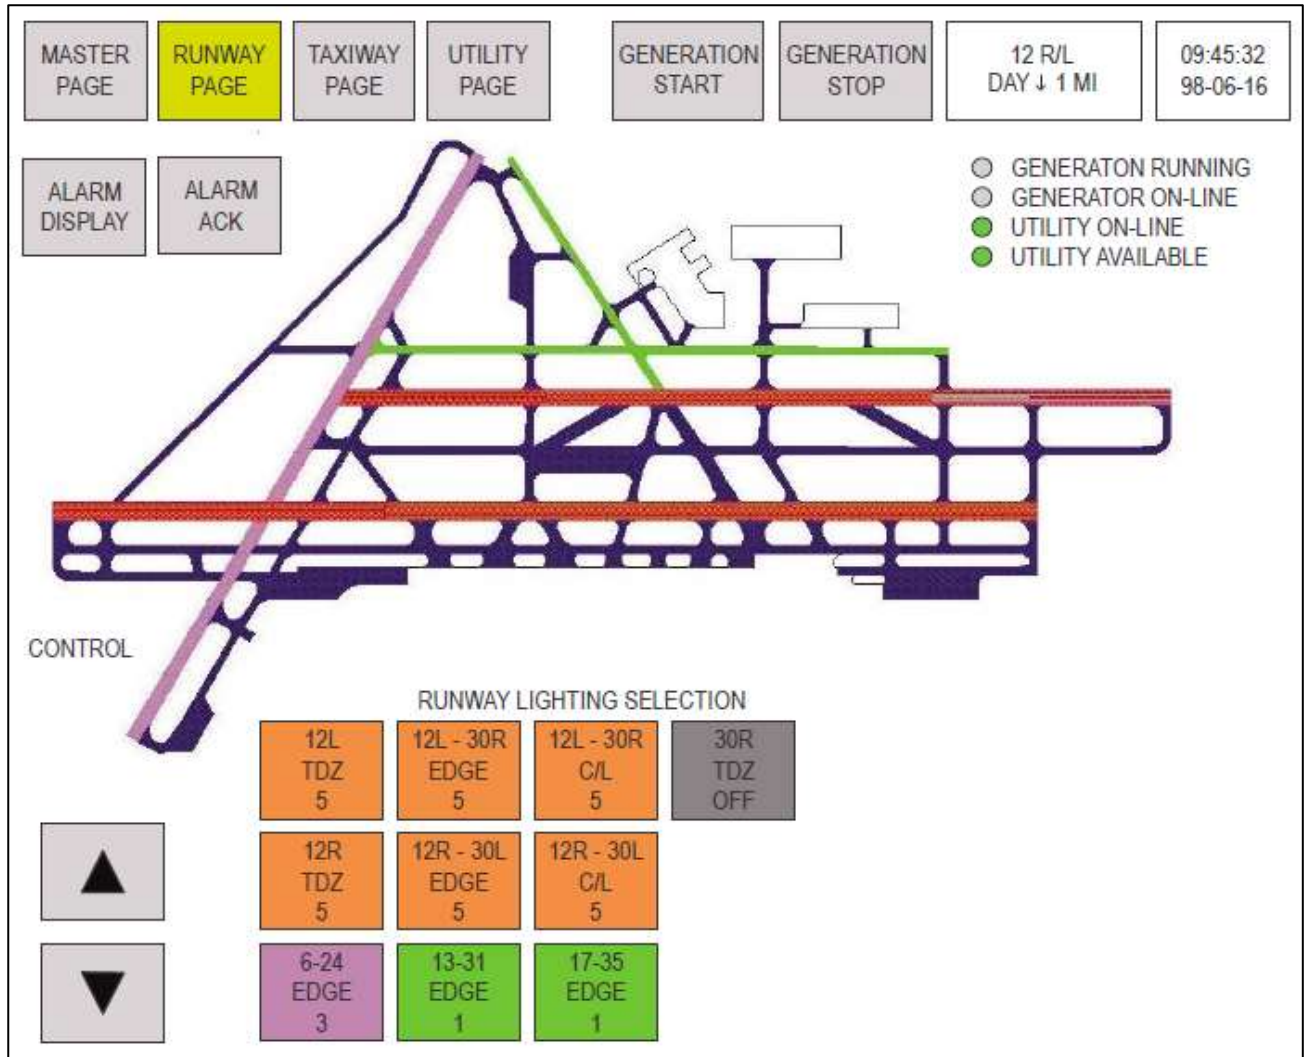 MASTER
PAGE
RUNWAY
PAGE
TAXIWAY
PAGE
UTILITY
PAGE
GENERATION
START
GENERATION
STOP
12 R/L
DAY ↓ 1 MI
09:45:32
98-06-16
ALARM
DISPLAY
ALARM
ACK
GENERATON RUNNING
GENERATOR ON-LINE
UTILITY ON-LINE
UTILITY AVAILABLE
CONTROL
RUNWAY LIGHTING SELECTION
12L
TDZ
5
12L - 30R
EDGE
5
12L - 30R
C/L
5
30R
TDZ
OFF
12R
TDZ
5
12R - 30L
EDGE
5
12R - 30L
C/L
5
6-24
EDGE
3
13-31
EDGE
1
17-35
EDGE
1